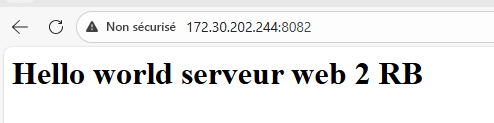 Non sécurisé 172.30.202.244:8082
Hello world serveur web 2 RB